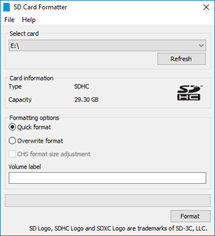 SD Card Formatter
File Help
Select card
E:\
Refresh
Card information
Type SDHC
Capacity 29.30 GB
SD HC
Formatting options
Quick format
Overwrite format
CHS format size adjustment
Volume label
Format
SD Logo, SDHC Logo and SDXC Logo are trademarks of SD-3C, LLC.